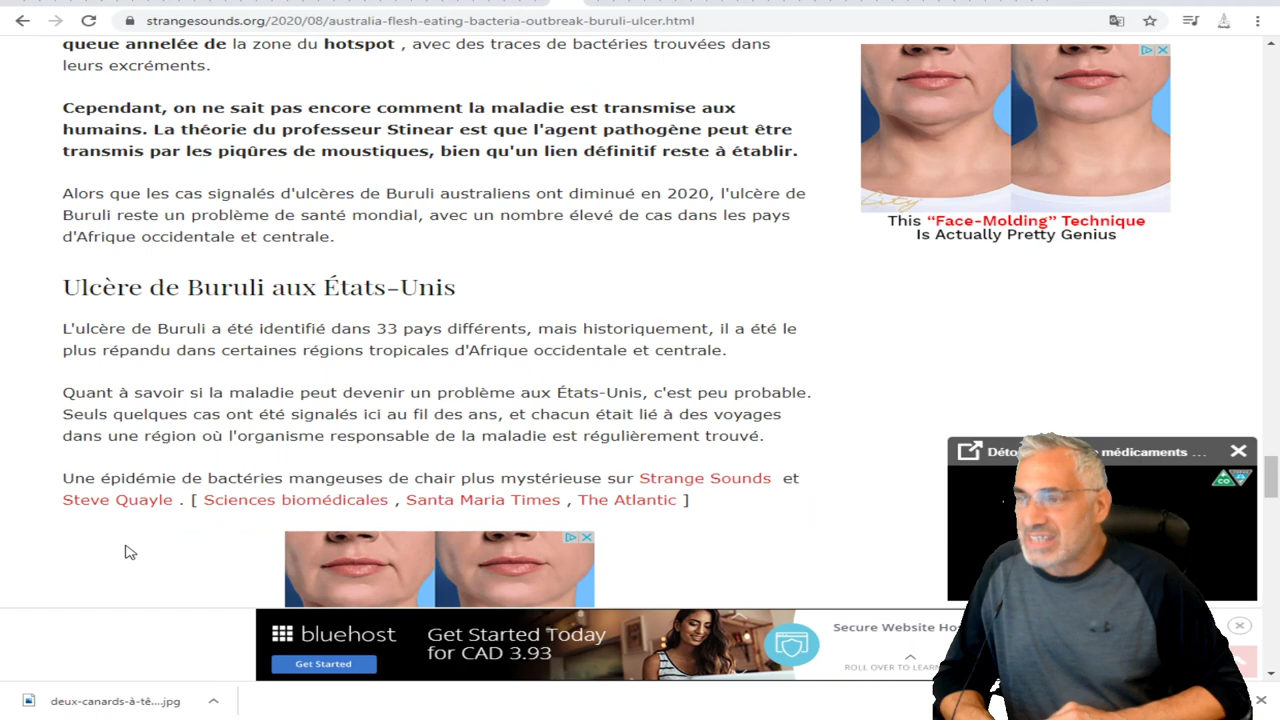 strangesounds.org/2020/08/australia-flesh-eating-bacteria-outbreak-buruli-ulcer.html
queue annelée de la zone du hotspot , avec des traces de bactéries trouvées dans
leurs excréments.
Cependant, on ne sait pas encore comment la maladie est transmise aux
humains. La théorie du professeur Stinear est que l'agent pathogène peut être
transmis par les piqûres de moustiques, bien qu'un lien définitif reste à établir.
Alors que les cas signalés d'ulcères de Buruli australiens ont diminué en 2020, l'ulcère de
Buruli reste un problème de santé mondial, avec un nombre élevé de cas dans les pays
d'Afrique occidentale et centrale.
Ulcère de Buruli aux États-Unis
L'ulcère de Buruli a été identifié dans 33 pays différents, mais historiquement, il a été le
plus répandu dans certaines régions tropicales d'Afrique occidentale et centrale.
Quant à savoir si la maladie peut devenir un problème aux États-Unis, c'est peu probable.
Seuls quelques cas ont été signalés ici au fil des ans, et chacun était lié à des voyages
dans une région où l'organisme responsable de la maladie est régulièrement trouvé.
Une épidémie de bactéries mangeuses de chair plus mystérieuse sur Strange Sounds et
Steve Quayle . [ Sciences biomédicales , Santa Maria Times , The Atlantic ]
City
This “Face-Molding” Technique
Is Actually Pretty Genius
médicaments ...
CO
bluehost
Get Started Today
for CAD 3.93
Get Started
Secure Website
ROLL OVER TO
deux-canards-à-tê....jpg